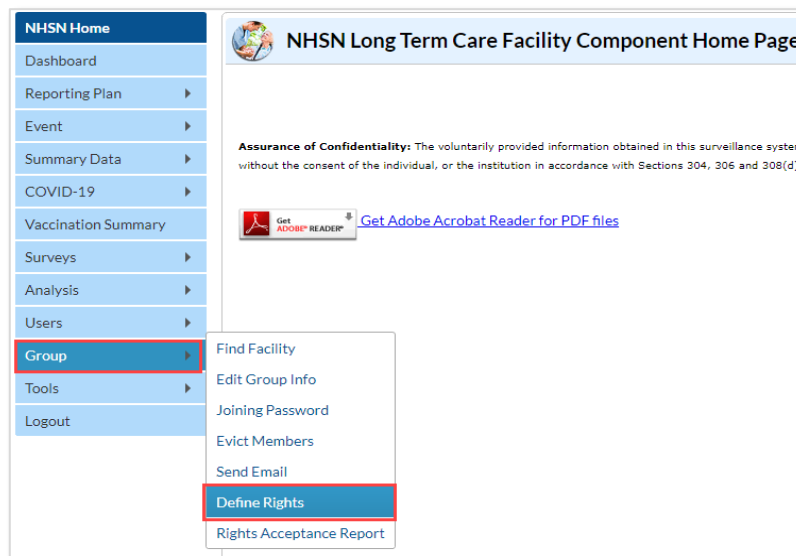 NHSN Home
Dashboard
Reporting Plan
Event
Summary Data
COVID-19
Vaccination Summary
Surveys
Analysis
Users
Group
Tools
Logout
NHSN Long Term Care Facility Component Home Page
Assurance of Confidentiality: The voluntarily provided information obtained in this surveillance system
without the consent of the individual, or the institution in accordance with Sections 304, 306 and 308(d)
Get
ADOBE® READER®
Get Adobe Acrobat Reader for PDF files
Find Facility
Edit Group Info
Joining Password
Evict Members
Send Email
Define Rights
Rights Acceptance Report